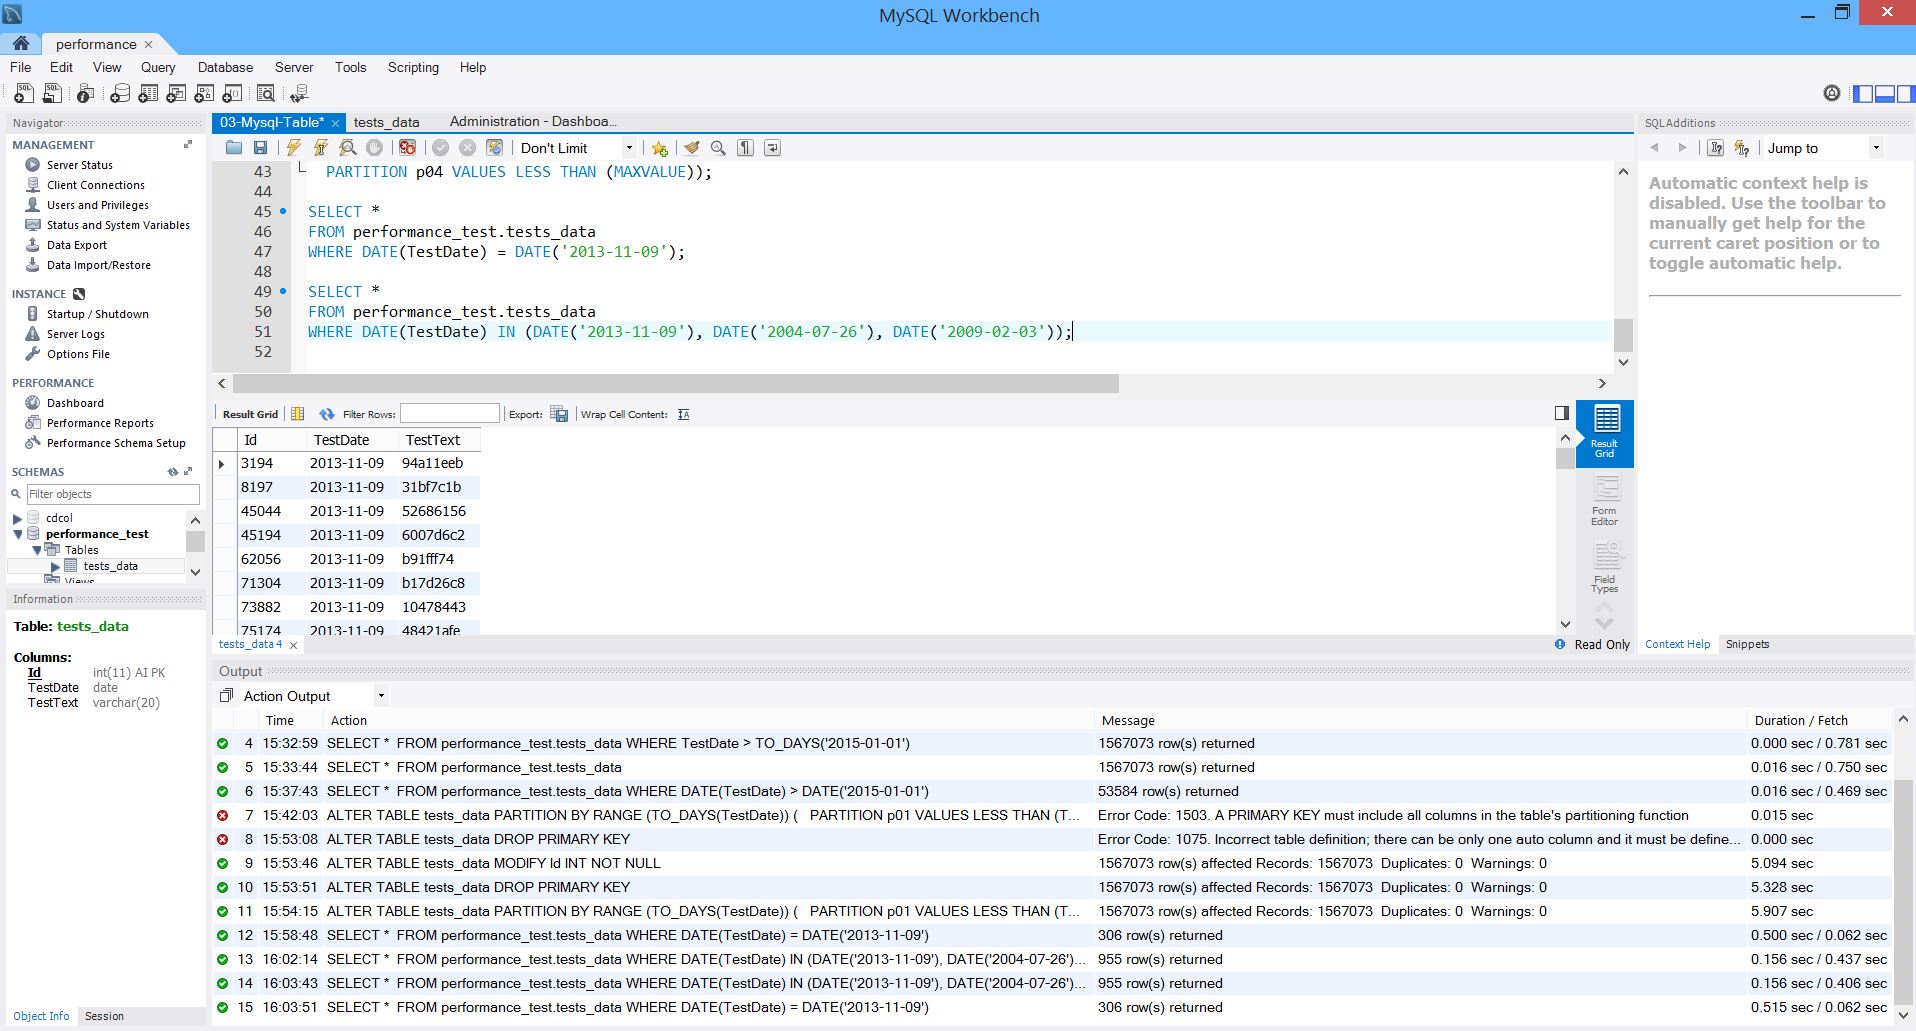 MySQL Workbench
performance
File Edit View Query Database Server Tools Scripting Help
Navigator
MANAGEMENT
Server Status
Client Connections
Users and Privileges
Status and System Variables
Data Export
Data Import/Restore
INSTANCE
Startup / Shutdown
Server Logs
Options File
PERFORMANCE
Dashboard
Performance Reports
Performance Schema Setup
SCHEMAS
Filter objects
cdcol
performance_test
Tables
tests_data
Views
Information
Table: tests_data
Columns:
Id int(11) AI PK
TestDate date
TestText varchar(20)
Object Info Session
03-Mysql-Table* tests_data Administration - Dashboa...
Don't Limit
43 PARTITION p04 VALUES LESS THAN (MAXVALUE));
44
45 SELECT *
46 FROM performance_test.tests_data
47 WHERE DATE(TestDate) = DATE('2013-11-09');
48
49 SELECT *
50 FROM performance_test.tests_data
51 WHERE DATE(TestDate) IN (DATE('2013-11-09'), DATE('2004-07-26'), DATE('2009-02-03'));
52
Result Grid Filter Rows: Export: Wrap Cell Content:
Id TestDate TestText
3194 2013-11-09 94a11eeb
8197 2013-11-09 31bf7c1b
45044 2013-11-09 52686156
45194 2013-11-09 6007d6c2
62056 2013-11-09 b91fff74
71304 2013-11-09 b17d26c8
73882 2013-11-09 10478443
75174 2013-11-09 48421afe
Result
Grid
Form
Editor
Field
Types
tests_data 4
Read Only
SQLAdditions
Jump to
Automatic context help is
disabled. Use the toolbar to
manually get help for the
current caret position or to
toggle automatic help.
Context Help Snippets
Output
Action Output
Time Action Message Duration / Fetch
4 15:32:59 SELECT * FROM performance_test.tests_data WHERE TestDate > TO_DAYS('2015-01-01') 1567073 row(s) returned 0.000 sec / 0.781 sec
5 15:33:44 SELECT * FROM performance_test.tests_data 1567073 row(s) returned 0.016 sec / 0.750 sec
6 15:37:43 SELECT * FROM performance_test.tests_data WHERE DATE(TestDate) > DATE('2015-01-01') 53584 row(s) returned 0.016 sec / 0.469 sec
7 15:42:03 ALTER TABLE tests_data PARTITION BY RANGE (TO_DAYS(TestDate)) ( PARTITION p01 VALUES LESS THAN (T... Error Code: 1503. A PRIMARY KEY must include all columns in the table's partitioning function 0.015 sec
8 15:53:08 ALTER TABLE tests_data DROP PRIMARY KEY Error Code: 1075. Incorrect table definition; there can be only one auto column and it must be define... 0.000 sec
9 15:53:46 ALTER TABLE tests_data MODIFY Id INT NOT NULL 1567073 row(s) affected Records: 1567073 Duplicates: 0 Warnings: 0 5.094 sec
10 15:53:51 ALTER TABLE tests_data DROP PRIMARY KEY 1567073 row(s) affected Records: 1567073 Duplicates: 0 Warnings: 0 5.328 sec
11 15:54:15 ALTER TABLE tests_data PARTITION BY RANGE (TO_DAYS(TestDate)) ( PARTITION p01 VALUES LESS THAN (T... 1567073 row(s) affected Records: 1567073 Duplicates: 0 Warnings: 0 5.907 sec
12 15:58:48 SELECT * FROM performance_test.tests_data WHERE DATE(TestDate) = DATE('2013-11-09') 306 row(s) returned 0.500 sec / 0.062 sec
13 16:02:14 SELECT * FROM performance_test.tests_data WHERE DATE(TestDate) IN (DATE('2013-11-09'), DATE('2004-07-26')... 955 row(s) returned 0.156 sec / 0.437 sec
14 16:03:43 SELECT * FROM performance_test.tests_data WHERE DATE(TestDate) IN (DATE('2013-11-09'), DATE('2004-07-26')... 955 row(s) returned 0.156 sec / 0.406 sec
15 16:03:51 SELECT * FROM performance_test.tests_data WHERE DATE(TestDate) = DATE('2013-11-09') 306 row(s) returned 0.515 sec / 0.062 sec